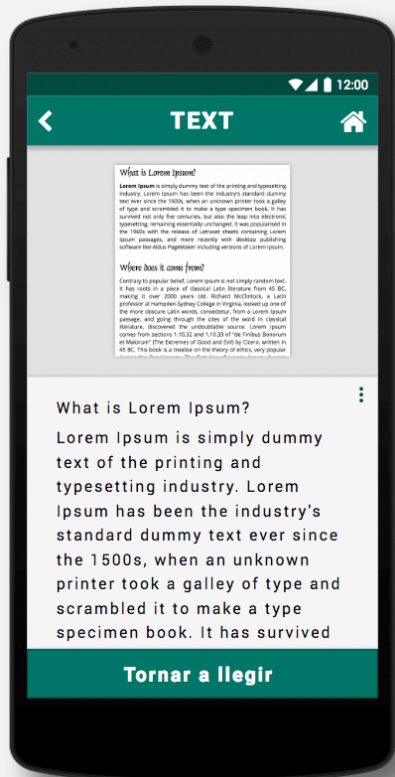 12:00
TEXT
What is Lorem Ipsum?
Lorem Ipsum is simply dummy text of the printing and typesetting
industry. Lorem Ipsum has been the industry's standard dummy
text ever since the 1500s, when an unknown printer took a galley
of type and scrambled it to make a type specimen book. It has
survived not only five centuries, but also the leap into electronic
typesetting, remaining essentially unchanged. It was popularised in
the 1960s with the release of Letraset sheets containing Lorem
Ipsum passages, and more recently with desktop publishing
software like Aldus PageMaker including versions of Lorem Ipsum.
Where does it come from?
Contrary to popular belief, Lorem Ipsum is not simply random text.
It has roots in a piece of classical Latin literature from 45 BC,
making it over 2000 years old. Richard McClintock, a Latin
professor at Hampden-Sydney College in Virginia, looked up one of
the more obscure Latin words, consectetur, from a Lorem Ipsum
passage, and going through the cites of the word in classical
literature, discovered the undoubtable source. Lorem Ipsum
comes from sections 1.10.32 and 1.10.33 of "de Finibus Bonorum
et Malorum" (The Extremes of Good and Evil) by Cicero, written in
45 BC. This book is a treatise on the theory of ethics, very popular
What is Lorem Ipsum?
Lorem Ipsum is simply dummy
text of the printing and
typesetting industry. Lorem
Ipsum has been the industry's
standard dummy text ever since
the 1500s, when an unknown
printer took a galley of type and
scrambled it to make a type
specimen book. It has survived
Tornar a llegir